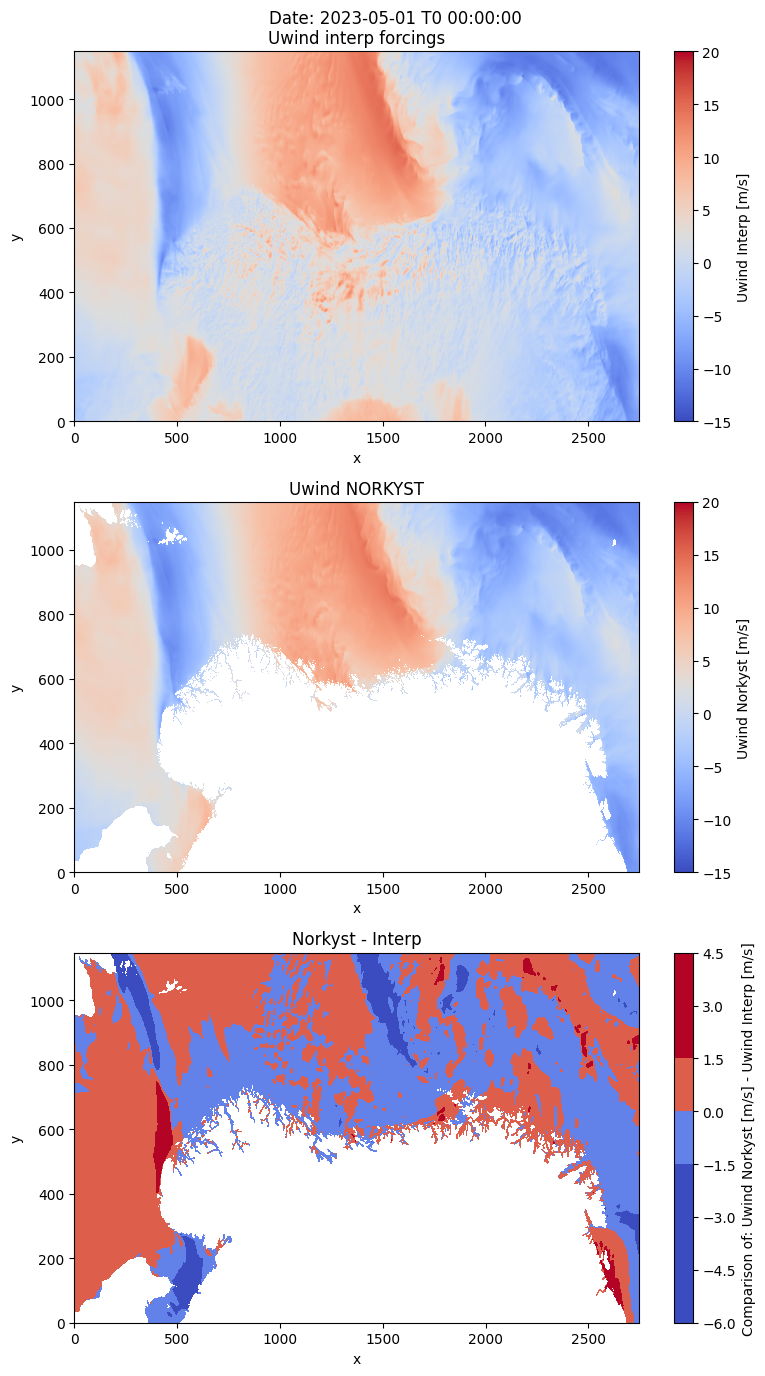 Date: 2023-05-01 T0 00:00:00
Uwind interp forcings
1000
800
600
400
200
0
y
0 500 1000 1500 2000 2500
x
20
15
10
5
0
−5
−10
−15
Uwind Interp [m/s]
Uwind NORKYST
1000
800
600
400
200
0
y
0 500 1000 1500 2000 2500
x
20
15
10
5
0
−5
−10
−15
Uwind Norkyst [m/s]
Norkyst - Interp
1000
800
600
400
200
0
y
0 500 1000 1500 2000 2500
x
4.5
3.0
1.5
0.0
−1.5
−3.0
−4.5
−6.0
Comparison of: Uwind Norkyst [m/s] - Uwind Interp [m/s]